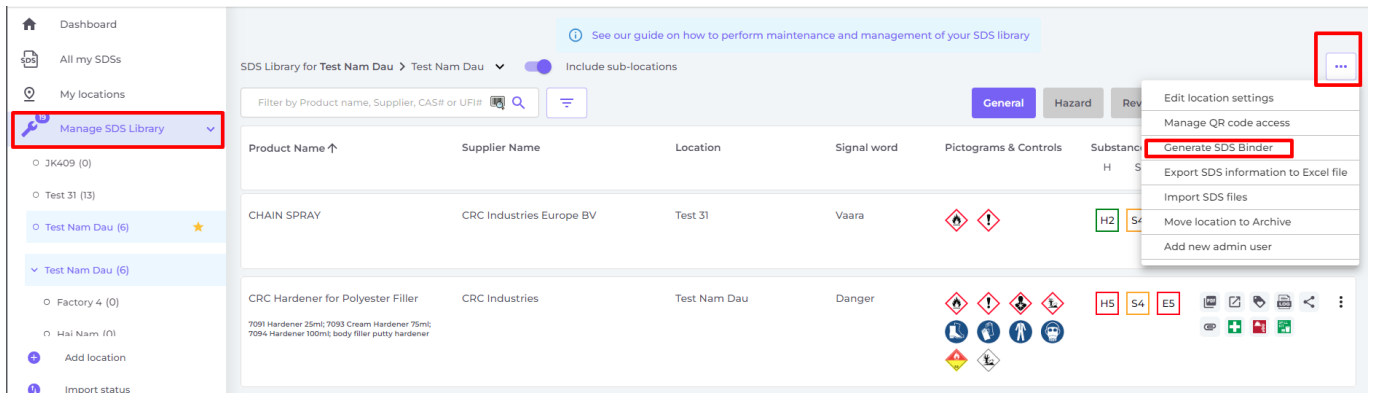 Dashboard
See our guide on how to perform maintenance and management of your SDS library
SDS
All my SDSs
SDS Library for Test Nam Dau > Test Nam Dau
Include sub-locations
My locations
Filter by Product name, Supplier, CAS# or UFI#
General
Hazard
Rev
Edit location settings
Manage QR code access
Generate SDS Binder
Export SDS information to Excel file
Import SDS files
Move location to Archive
Add new admin user
19
Manage SDS Library
Product Name
Supplier Name
Location
Signal word
Pictograms & Controls
Substanc
H S
JK409 (0)
Test 31 (13)
CHAIN SPRAY
CRC Industries Europe BV
Test 31
Vaara
H2 S4
Test Nam Dau (6)
Test Nam Dau (6)
Factory 4 (0)
CRC Hardener for Polyester Filler
CRC Industries
Test Nam Dau
Danger
H5 S4 E5
PDF
LOG
7091 Hardener 25ml; 7093 Cream Hardener 75ml;
7094 Hardener 100ml; body filler putty hardener
Hai Nam (0)
Add location
Import status